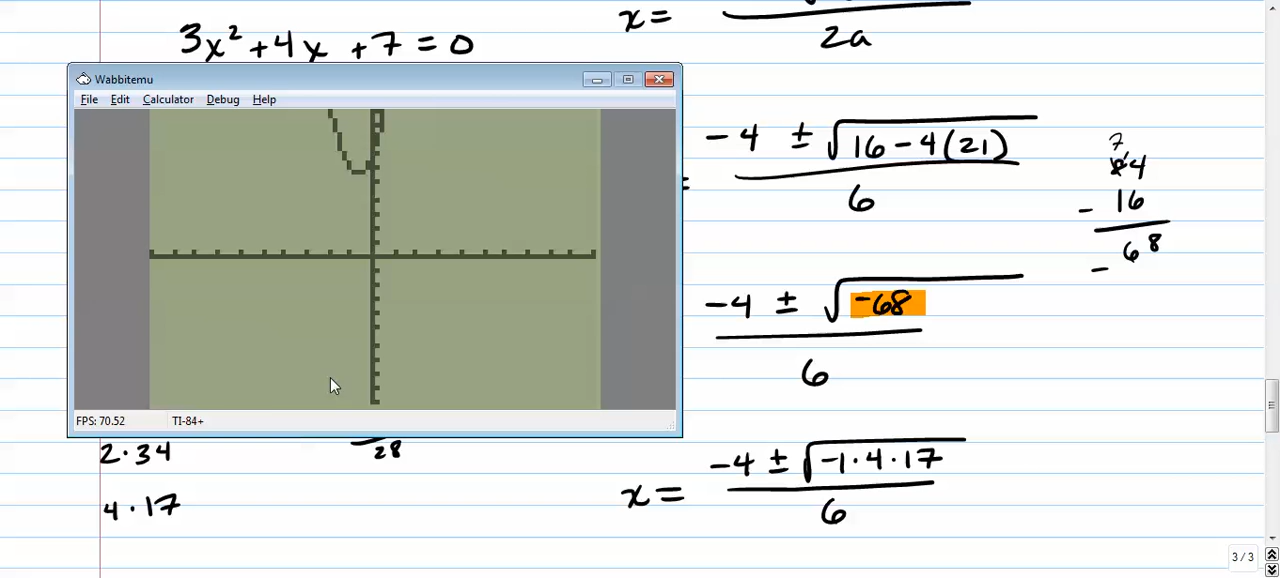 x =
2a
3x² + 4x + 7 = 0
Wabbitemu
File Edit Calculator Debug Help
FPS: 70.52 TI-84+
2 · 34
28
4 · 17
-4 ± √16 - 4(21)
=
6
7
84
- 16
- 68
-4 ± √-68
6
-4 ± √-1 · 4 · 17
x =
6
3 / 3